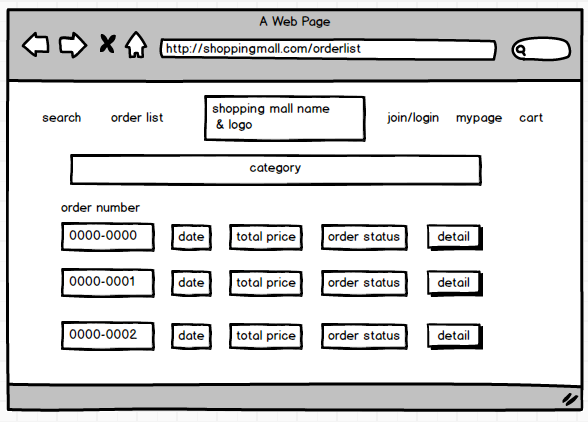 A Web Page
http://shoppingmall.com/orderlist
search order list shopping mall name join/login mypage cart
& logo
category
order number
0000-0000 date total price order status detail
0000-0001 date total price order status detail
0000-0002 date total price order status detail